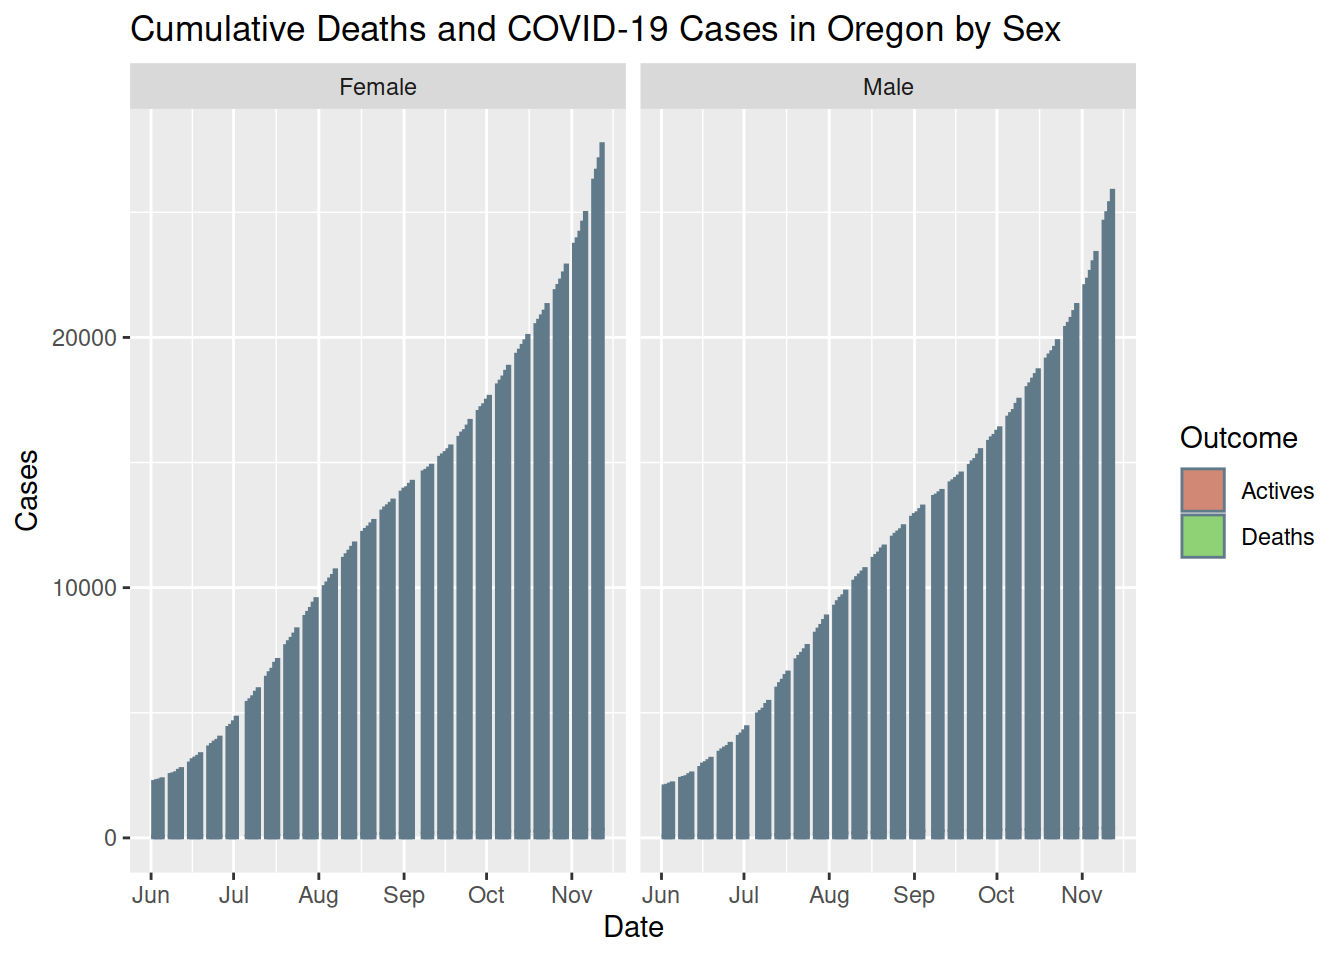 Cumulative Deaths and COVID-19 Cases in Oregon by Sex
Female
Male
Cases
20000
10000
0
Jun
Jul
Aug
Sep
Oct
Nov
Jun
Jul
Aug
Sep
Oct
Nov
Date
Outcome
Actives
Deaths